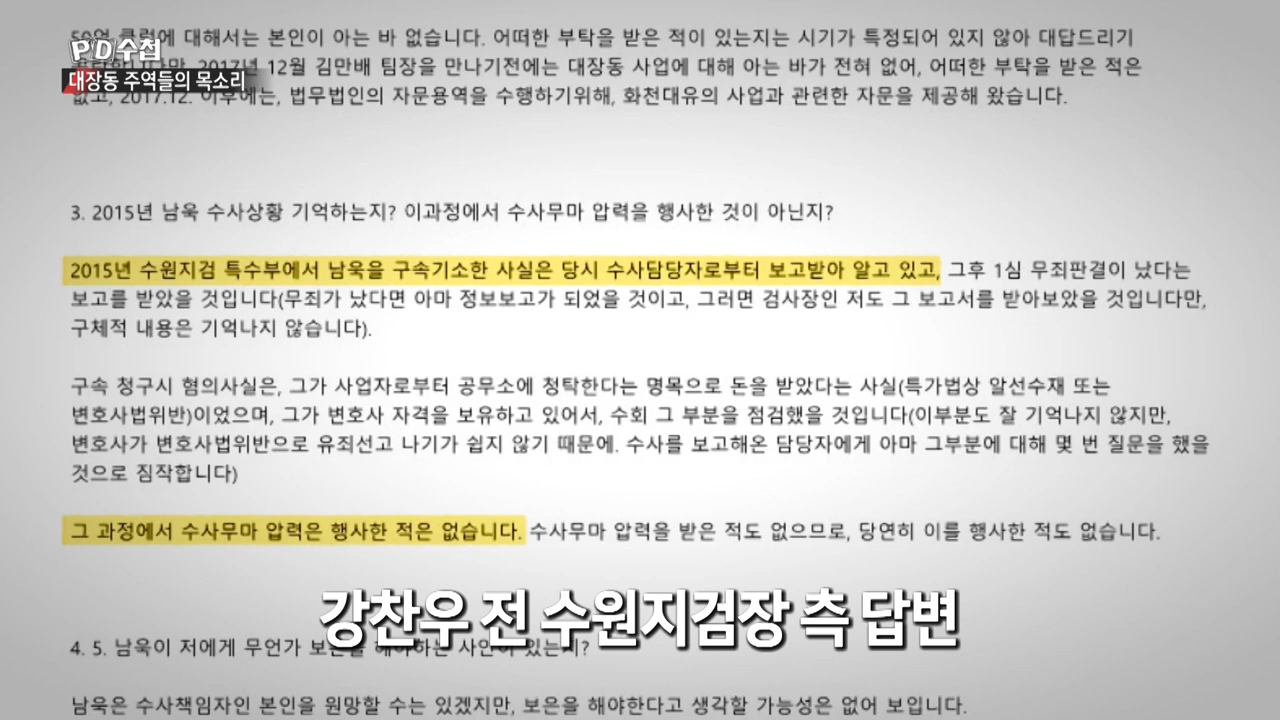 PD수첩
대장동 주역들의 목소리
50억 클럽에 대해서는 본인이 아는 바 없습니다. 어떠한 부탁을 받은 적이 있는지는 시기가 특정되어 있지 않아 대답드리기
2017년 12월 김만배 팀장을 만나기전에는 대장동 사업에 대해 아는 바가 전혀 없어, 어떠한 부탁을 받은 적은
없고, 2017.12. 이후에는, 법무법인의 자문용역을 수행하기위해, 화천대유의 사업과 관련한 자문을 제공해 왔습니다.
3. 2015년 남욱 수사상황 기억하는지? 이과정에서 수사무마 압력을 행사한 것이 아닌지?
2015년 수원지검 특수부에서 남욱을 구속기소한 사실은 당시 수사담당자로부터 보고받아 알고 있고, 그후 1심 무죄판결이 났다는
보고를 받았을 것입니다(무죄가 났다면 아마 정보보고가 되었을 것이고, 그러면 검사장인 저도 그 보고서를 받아보았을 것입니다만,
구체적 내용은 기억나지 않습니다).
구속 청구시 혐의사실은, 그가 사업자로부터 공무소에 청탁한다는 명목으로 돈을 받았다는 사실(특가법상 알선수재 또는
변호사법위반)이었으며, 그가 변호사 자격을 보유하고 있어서, 수회 그 부분을 점검했을 것입니다(이부분도 잘 기억나지 않지만,
변호사가 변호사법위반으로 유죄선고 나기가 쉽지 않기 때문에. 수사를 보고해온 담당자에게 아마 그부분에 대해 몇 번 질문을 했을
것으로 짐작합니다)
그 과정에서 수사무마 압력은 행사한 적은 없습니다. 수사무마 압력을 받은 적도 없으므로, 당연히 이를 행사한 적도 없습니다.
강찬우 전 수원지검장 측 답변
4. 5. 남욱이 저에게 무언가 보은을 해야하는 사안이 있는지?
남욱은 수사책임자인 본인을 원망할 수는 있겠지만, 보은을 해야한다고 생각할 가능성은 없어 보입니다.